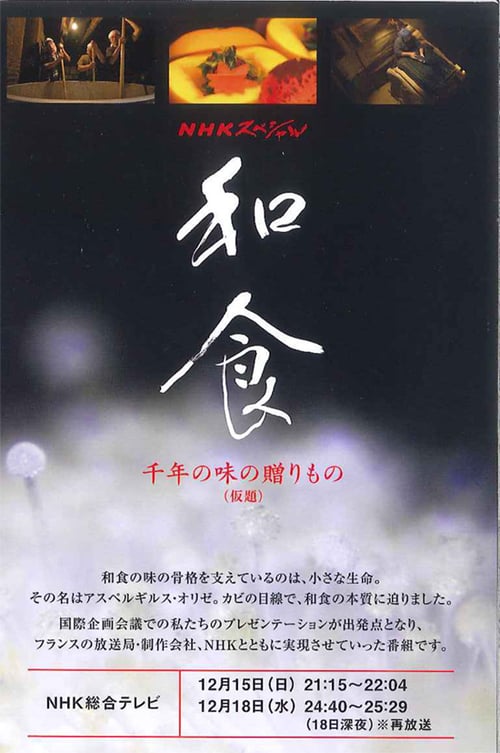 NHKスペシャル
和
食
千年の味の贈りもの
（仮題）
和食の味の骨格を支えているのは、小さな生命。
その名はアスペルギルス・オリゼ。カビの目線で、和食の本質に迫りました。
国際企画会議での私たちのプレゼンテーションが出発点となり、
フランスの放送局・制作会社、NHKとともに実現させていった番組です。
NHK総合テレビ
12月15日（日） 21:15～22:04
12月18日（水） 24:40～25:29
（18日深夜）※再放送